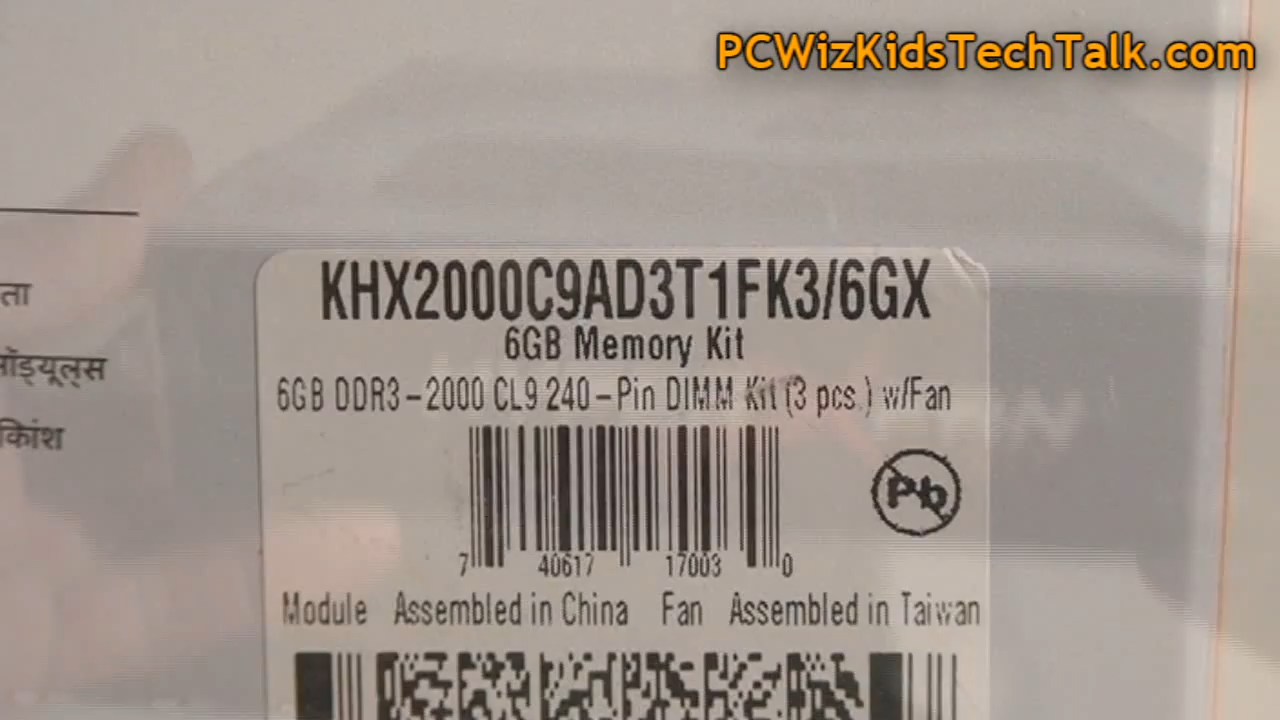 PCWizKidsTechTalk.com
ता
मॉड्यूल्स
KHX2000C9AD3T1FK3/6GX
6GB Memory Kit
6GB DDR3-2000 CL9 240-Pin DIMM Kit (3 pcs.) w/Fan
Pb
7 40617 17003 0
Module Assembled in China Fan Assembled in Taiwan